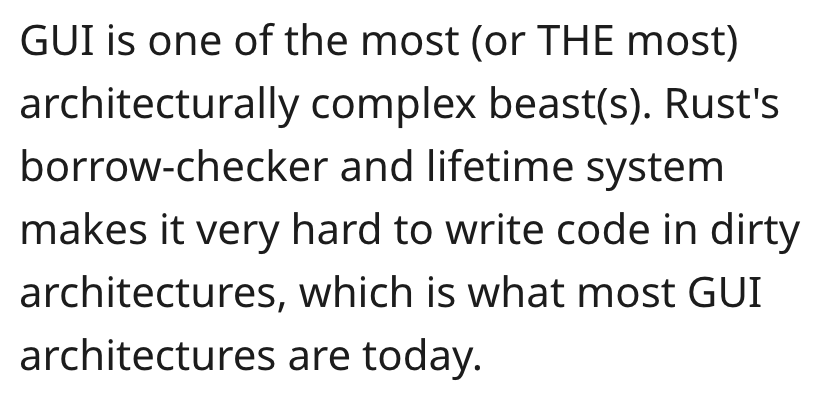 GUI is one of the most (or THE most)
architecturally complex beast(s). Rust's
borrow-checker and lifetime system
makes it very hard to write code in dirty
architectures, which is what most GUI
architectures are today.